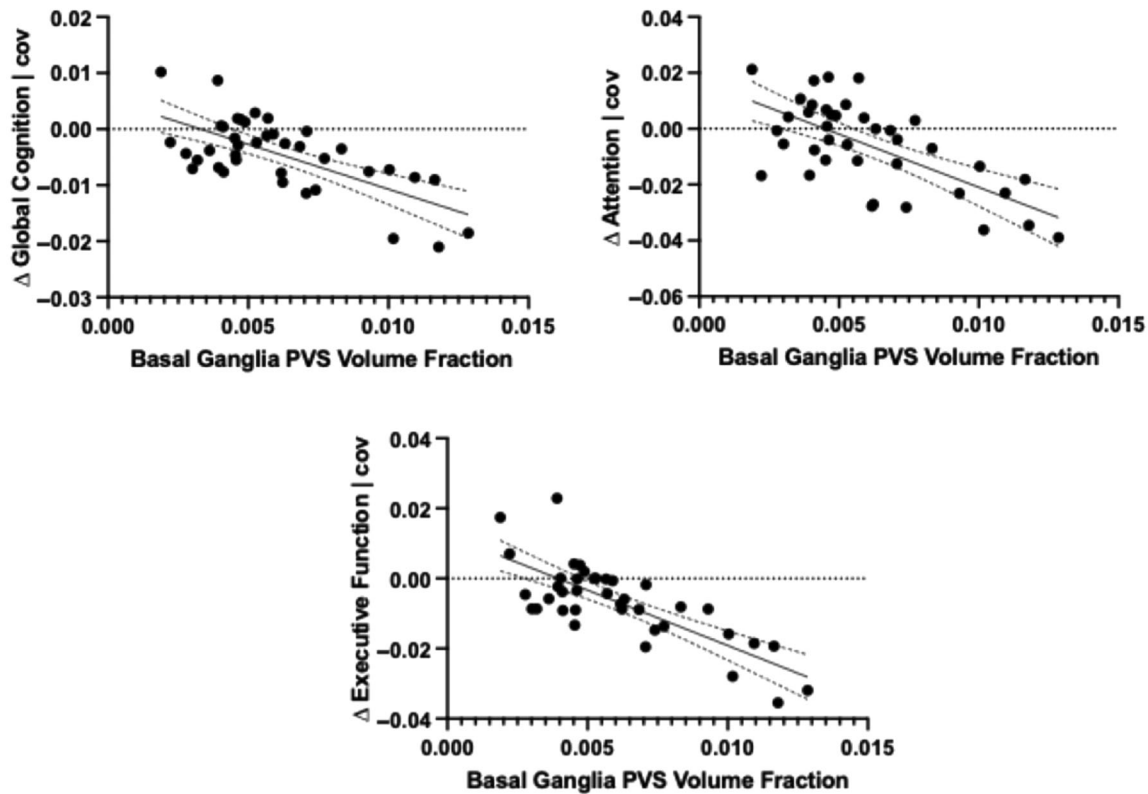 0.02
0.01
0.00
−0.01
−0.02
−0.03
Δ Global Cognition | cov
0.000 0.005 0.010 0.015
Basal Ganglia PVS Volume Fraction
0.04
0.02
0.00
−0.02
−0.04
−0.06
Δ Attention | cov
0.000 0.005 0.010 0.015
Basal Ganglia PVS Volume Fraction
0.04
0.02
0.00
−0.02
−0.04
Δ Executive Function | cov
0.000 0.005 0.010 0.015
Basal Ganglia PVS Volume Fraction